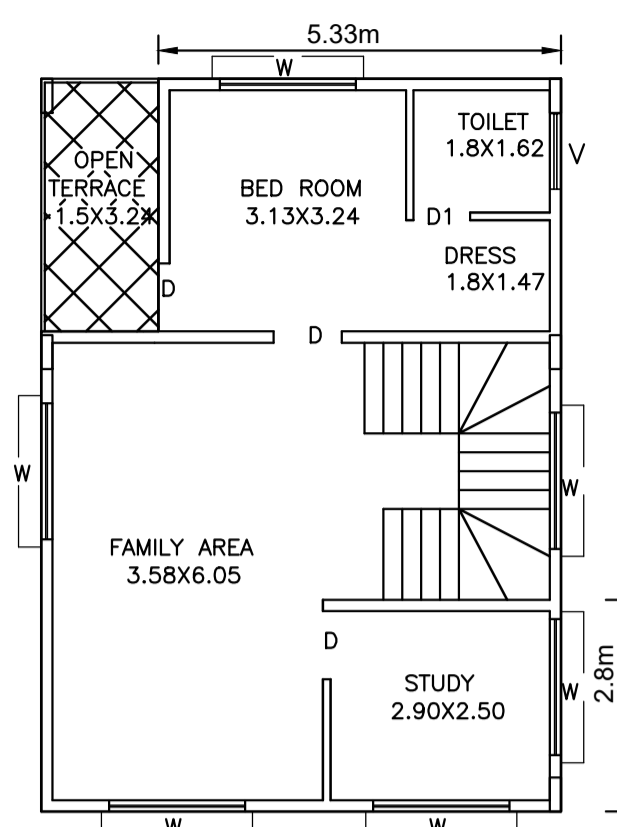 5.33m
W
TOILET
1.8X1.62
V
OPEN
TERRACE
1.5X3.24
BED ROOM
3.13X3.24
D1
DRESS
1.8X1.47
D
D
W
W
FAMILY AREA
3.58X6.05
D
STUDY
2.90X2.50
W
2.8m
W
W